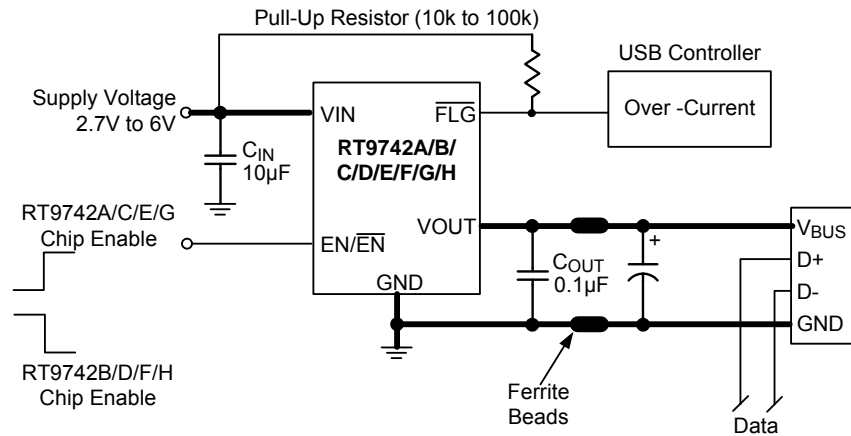 Pull-Up Resistor (10k to 100k)
USB Controller
Supply Voltage
2.7V to 6V
VIN
FLG
Over -Current
RT9742A/B/
C/D/E/F/G/H
CIN
10µF
RT9742A/C/E/G
Chip Enable
EN/EN
VOUT
GND
COUT
0.1µF
+
VBUS
D+
D-
GND
RT9742B/D/F/H
Chip Enable
Ferrite
Beads
Data